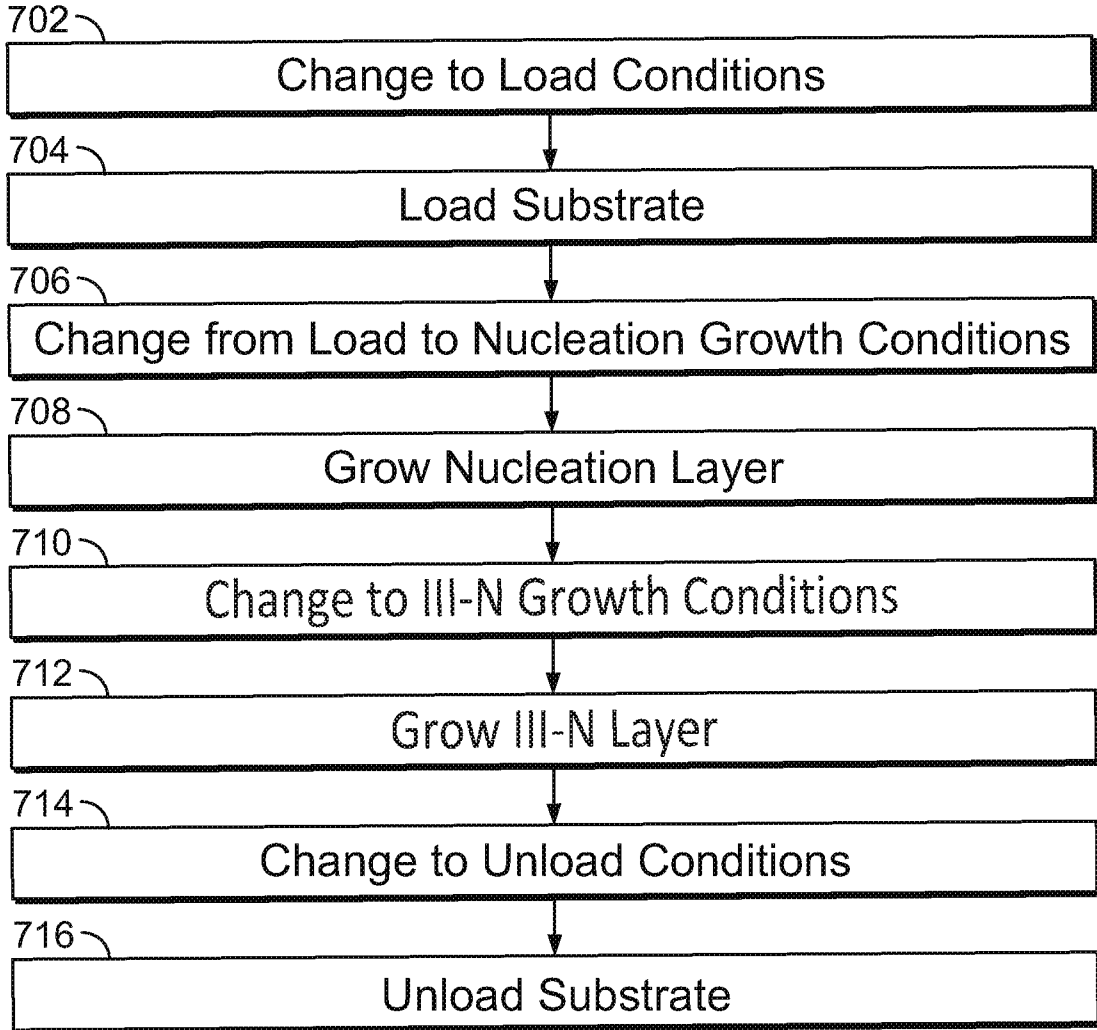 702
Change to Load Conditions
704
Load Substrate
706
Change from Load to Nucleation Growth Conditions
708
Grow Nucleation Layer
710
Change to III-N Growth Conditions
712
Grow III-N Layer
714
Change to Unload Conditions
716
Unload Substrate